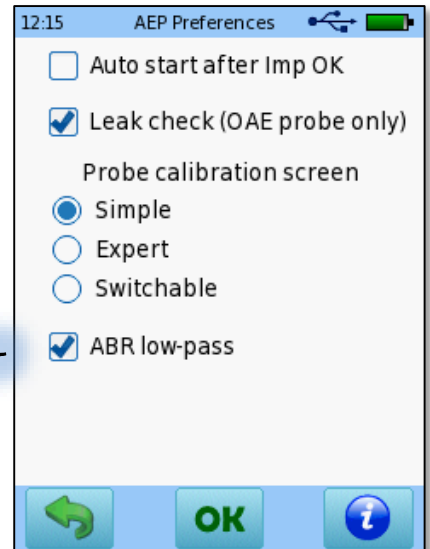 12:15 AEP Preferences
Auto start after Imp OK
Leak check (OAE probe only)
Probe calibration screen
Simple
Expert
Switchable
ABR low-pass
OK i